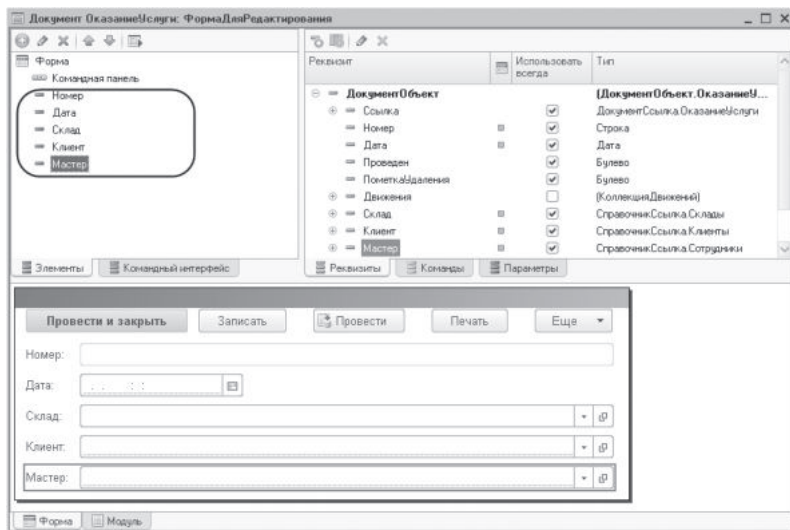 Документ ОказаниеУслуги: ФормаДляРедактирования
Форма
Командная панель
Номер
Дата
Склад
Клиент
Мастер
Элементы
Командный интерфейс
Реквизит
Использовать всегда
Тип
ДокументОбъект
(ДокументОбъект.ОказаниеУ...
Ссылка
ДокументСсылка.ОказаниеУслуги
Номер
Строка
Дата
Дата
Проведен
Булево
ПометкаУдаления
Булево
Движения
(КоллекцияДвижений)
Склад
СправочникСсылка.Склады
Клиент
СправочникСсылка.Клиенты
Мастер
СправочникСсылка.Сотрудники
Реквизиты
Команды
Параметры
Провести и закрыть
Записать
Провести
Печать
Еще
Номер:
Дата:
. . : :
Склад:
Клиент:
Мастер:
Форма
Модуль